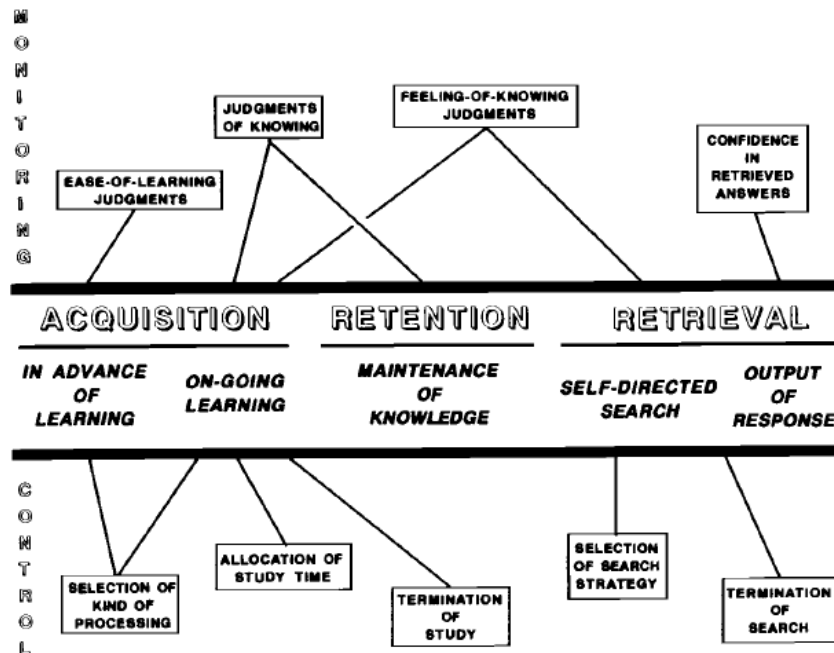 MONITORING
JUDGMENTS
OF KNOWING
FEELING-OF-KNOWING
JUDGMENTS
CONFIDENCE
IN
RETRIEVED
ANSWERS
EASE-OF-LEARNING
JUDGMENTS
ACQUISITION
RETENTION
RETRIEVAL
IN ADVANCE
OF
LEARNING
ON-GOING
LEARNING
MAINTENANCE
OF
KNOWLEDGE
SELF-DIRECTED
SEARCH
OUTPUT
OF
RESPONSE
CONTROL
SELECTION OF
KIND OF
PROCESSING
ALLOCATION OF
STUDY TIME
TERMINATION
OF
STUDY
SELECTION
OF SEARCH
STRATEGY
TERMINATION
OF
SEARCH